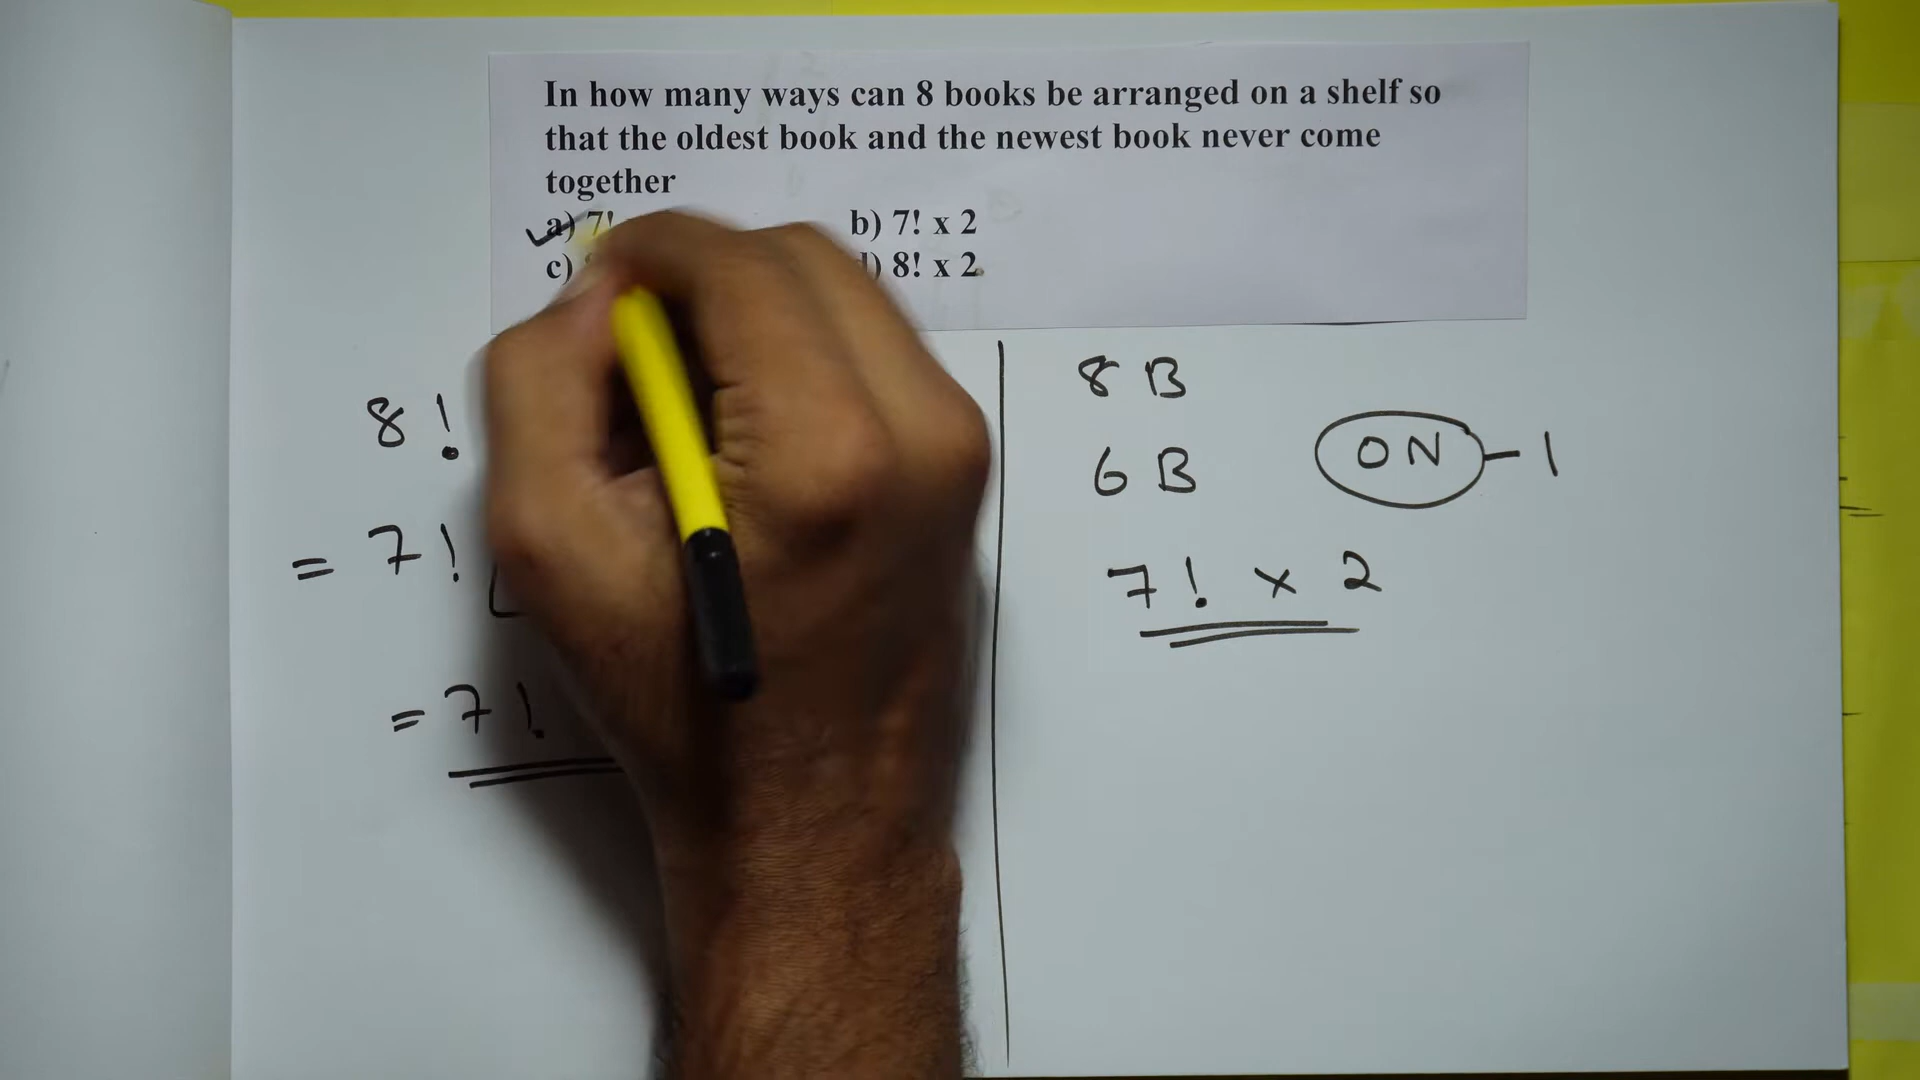 In how many ways can 8 books be arranged on a shelf so
that the oldest book and the newest book never come
together
a) 7! b) 7! x 2
c) d) 8! x 2
8!
= 7!
= 7!
8 B
6 B ON - 1
7! x 2